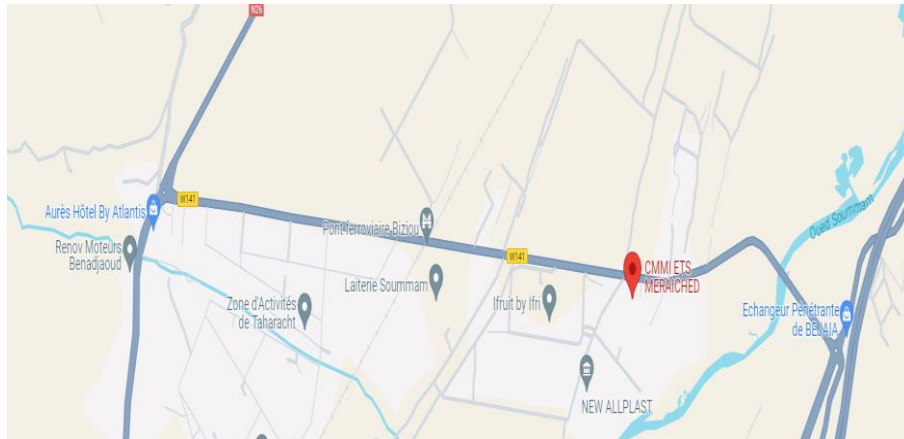 N26
W141
Aurès Hôtel By Atlantis
Renov Moteurs
Benadjaoud
Pont ferroviaire Biziou
W141
Oued Soummam
CMMI ETS
MERAICHED
Laiterie Soummam
Ifruit by Ifri
Zone d'Activités
de Taharacht
Echangeur Pénétrante
de BEJAIA
NEW ALLPLAST